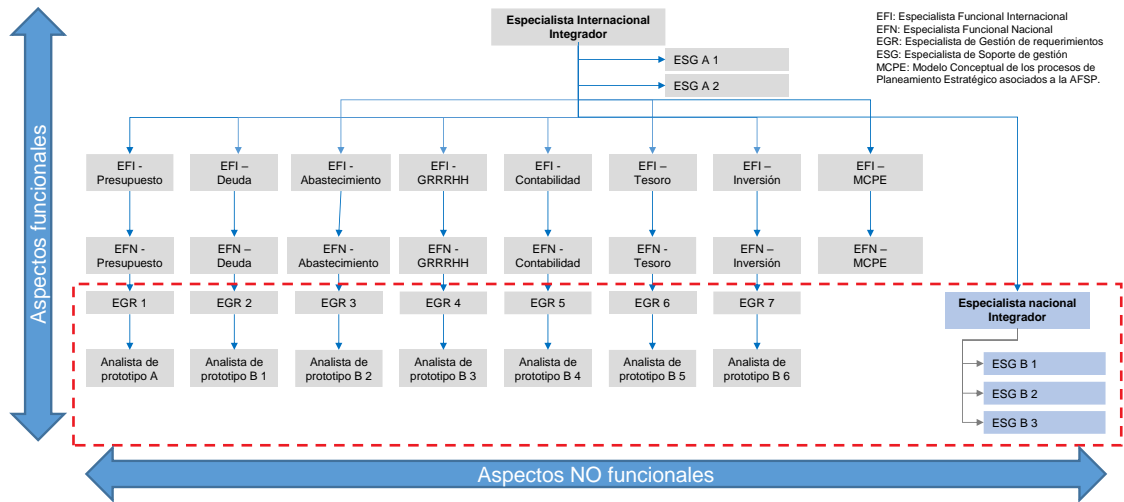 Especialista Internacional
Integrador
EFI: Especialista Funcional Internacional
EFN: Especialista Funcional Nacional
EGR: Especialista de Gestión de requerimientos
ESG: Especialista de Soporte de gestión
MCPE: Modelo Conceptual de los procesos de
Planeamiento Estratégico asociados a la AFSP.
ESG A 1
ESG A 2
Aspectos funcionales
EFI -
Presupuesto
EFI –
Deuda
EFI -
Abastecimiento
EFI -
GRRRHH
EFI -
Contabilidad
EFI –
Tesoro
EFI –
Inversión
EFI –
MCPE
EFN -
Presupuesto
EFN –
Deuda
EFN -
Abastecimiento
EFN -
GRRRHH
EFN -
Contabilidad
EFN -
Tesoro
EFN –
Inversión
EFN –
MCPE
EGR 1
EGR 2
EGR 3
EGR 4
EGR 5
EGR 6
EGR 7
Especialista nacional
Integrador
Analista de
prototipo A
Analista de
prototipo B 1
Analista de
prototipo B 2
Analista de
prototipo B 3
Analista de
prototipo B 4
Analista de
prototipo B 5
Analista de
prototipo B 6
ESG B 1
ESG B 2
ESG B 3
Aspectos NO funcionales